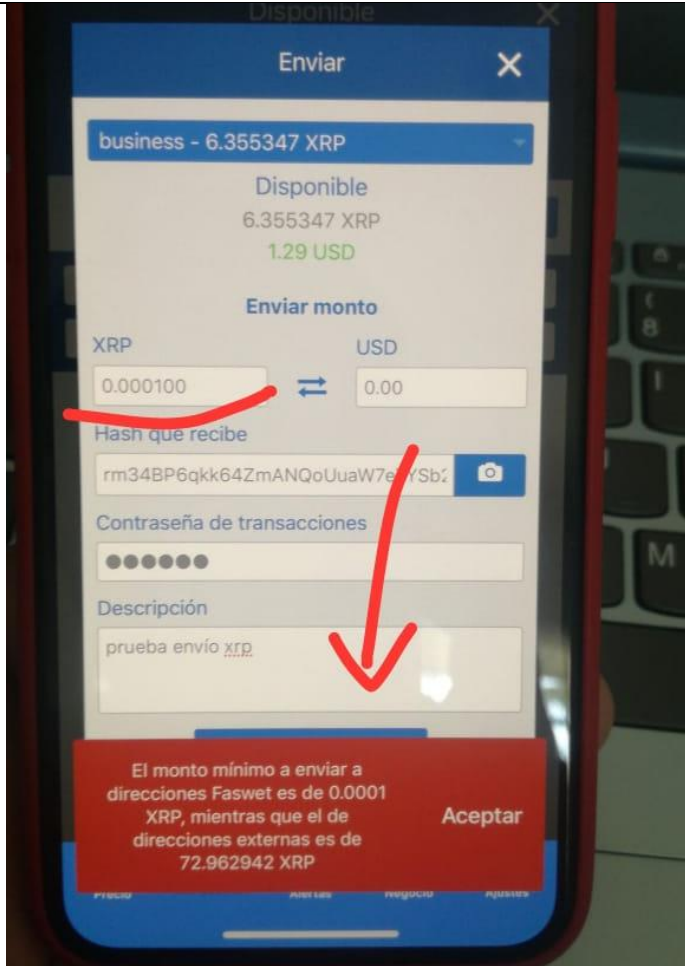 Disponible
Enviar
business - 6.355347 XRP
Disponible
6.355347 XRP
1.29 USD
Enviar monto
XRP USD
0.000100 0.00
Hash que recibe
Contraseña de transacciones
Descripción
prueba envío xrp
El monto mínimo a enviar a
direcciones Faswet es de 0.0001
XRP, mientras que el de
direcciones externas es de
72.962942 XRP
Aceptar
Precio Alertas Negocio Ajustes
8
M